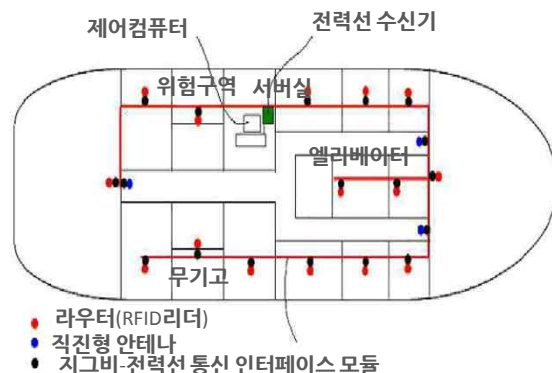 전력선 수신기
제어컴퓨터
위험구역 서버실
엘리베이터
무기고
라우터(RFID리더)
직진형 안테나
지그비-전력선 통신 인터페이스 모듈